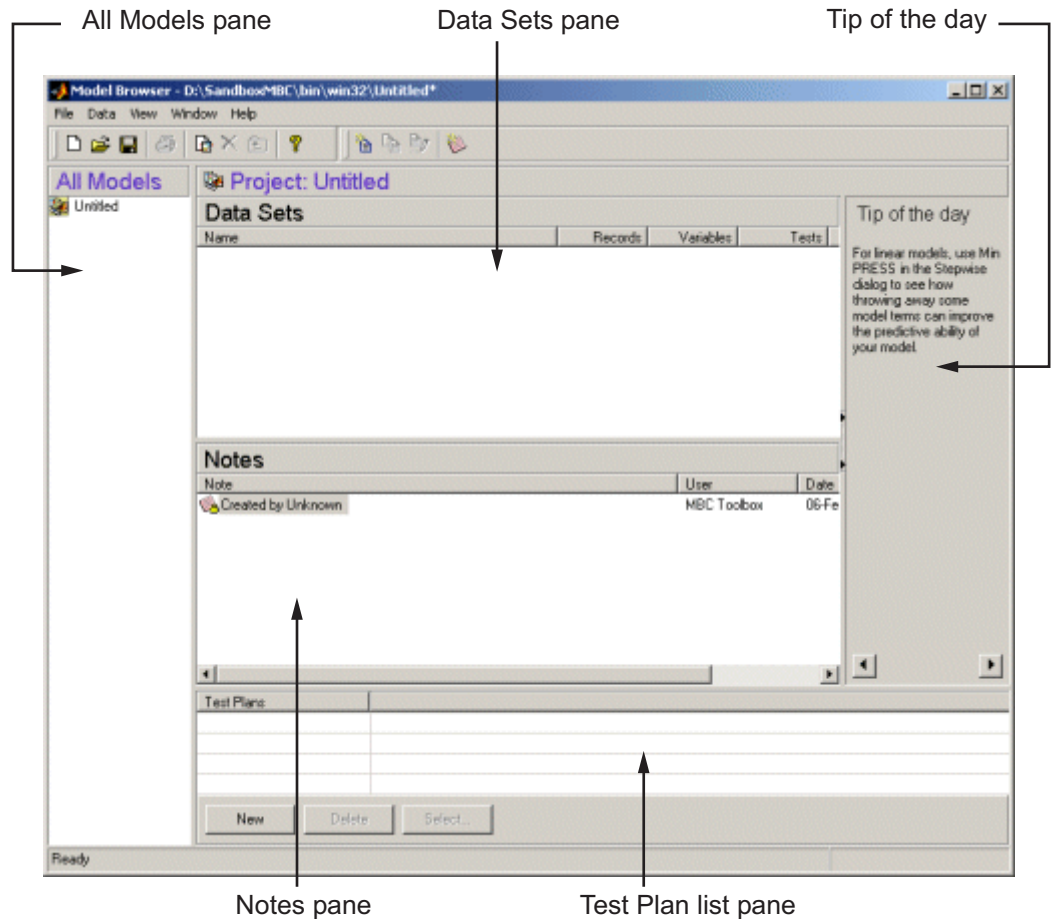 All Models pane
Data Sets pane
Tip of the day
Model Browser - D:\SandboxMBC\bin\win32\Untitled*
File Data View Window Help
All Models
Project: Untitled
Untitled
Data Sets
Name Records Variables Tests
Tip of the day
For linear models, use Min
PRESS in the Stepwise
dialog to see how
throwing away some
model terms can improve
the predictive ability of
your model.
Notes
Note User Date
Created by Unknown MBC Toolbox 06-Fe
Test Plans
New Delete Select...
Ready
Notes pane
Test Plan list pane